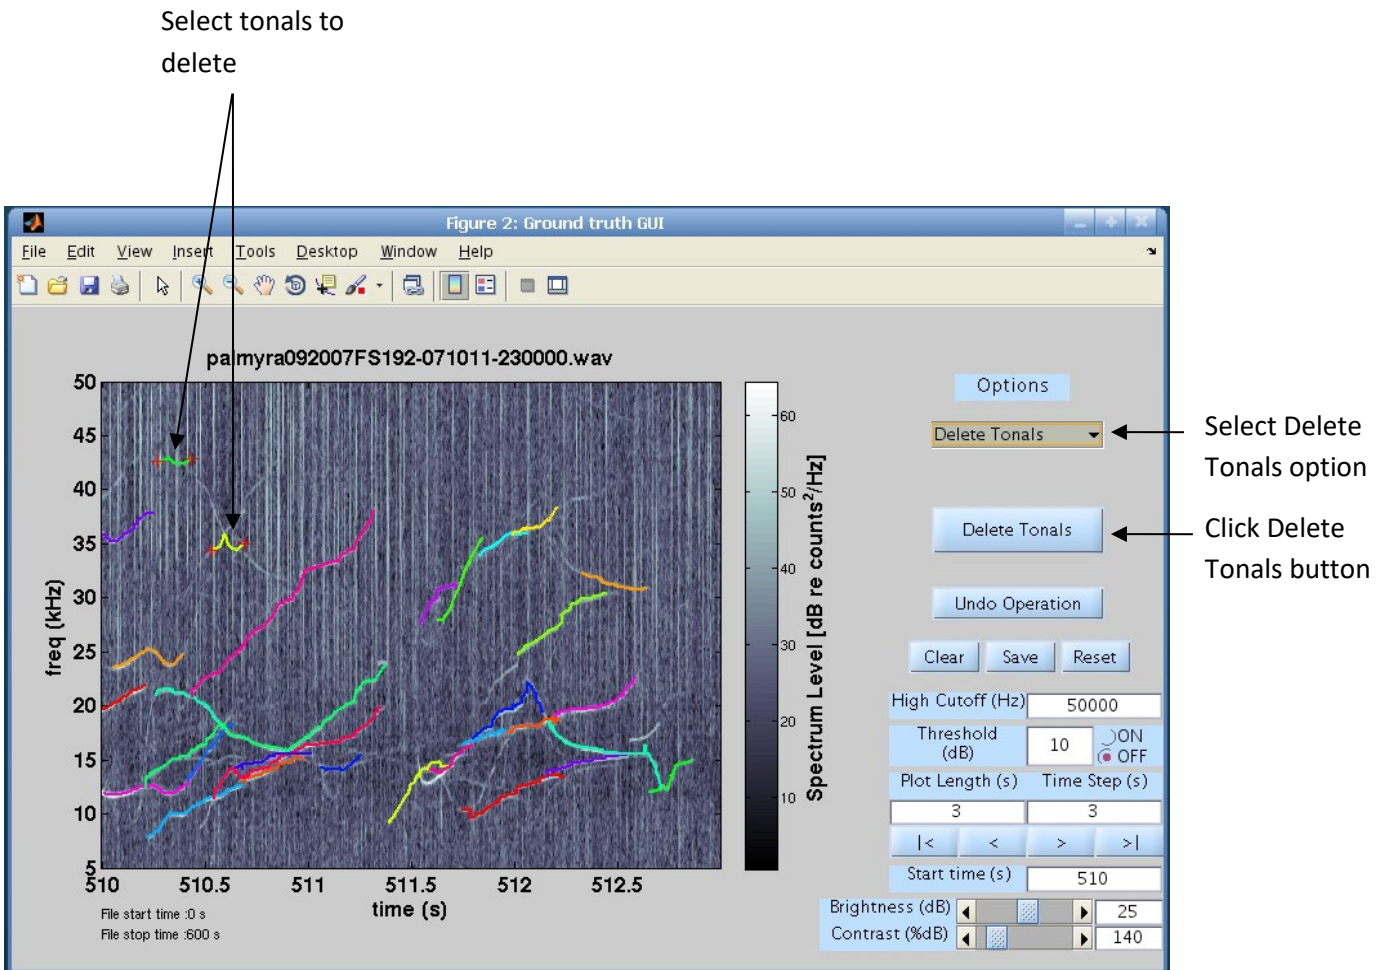 Select tonals to
delete
Figure 2: Ground truth GUI
File Edit View Insert Tools Desktop Window Help
palmyra092007FS192-071011-230000.wav
50
45
40
35
30
25
20
15
10
5
freq (kHz)
510 510.5 511 511.5 512 512.5
time (s)
File start time :0 s
File stop time :600 s
60
50
40
30
20
10
Spectrum Level [dB re counts²/Hz]
Options
Delete Tonals
Select Delete
Tonals option
Delete Tonals
Click Delete
Tonals button
Undo Operation
Clear Save Reset
High Cutoff (Hz) 50000
Threshold
(dB) 10 ON
OFF
Plot Length (s) Time Step (s)
3 3
|< < > >|
Start time (s) 510
Brightness (dB) 25
Contrast (%dB) 140